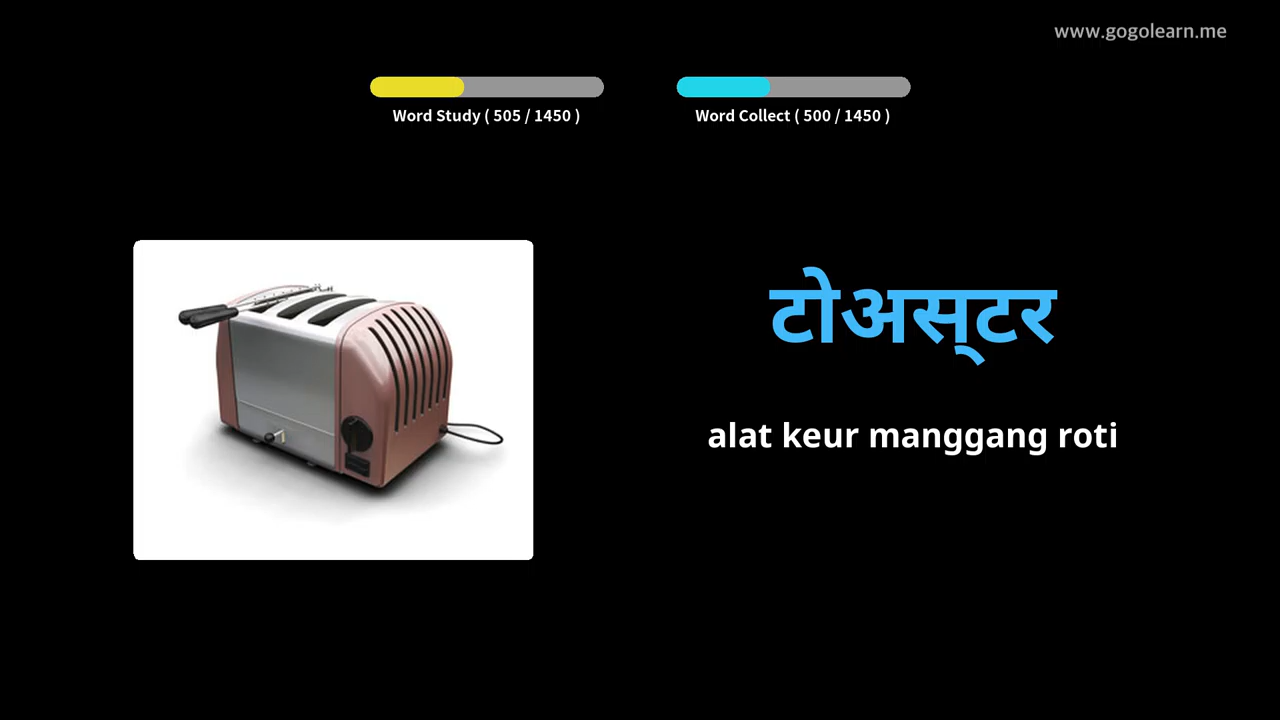 www.gogolearn.me
Word Study ( 505 / 1450 )
Word Collect ( 500 / 1450 )
टोअस्‌टर
alat keur manggang roti